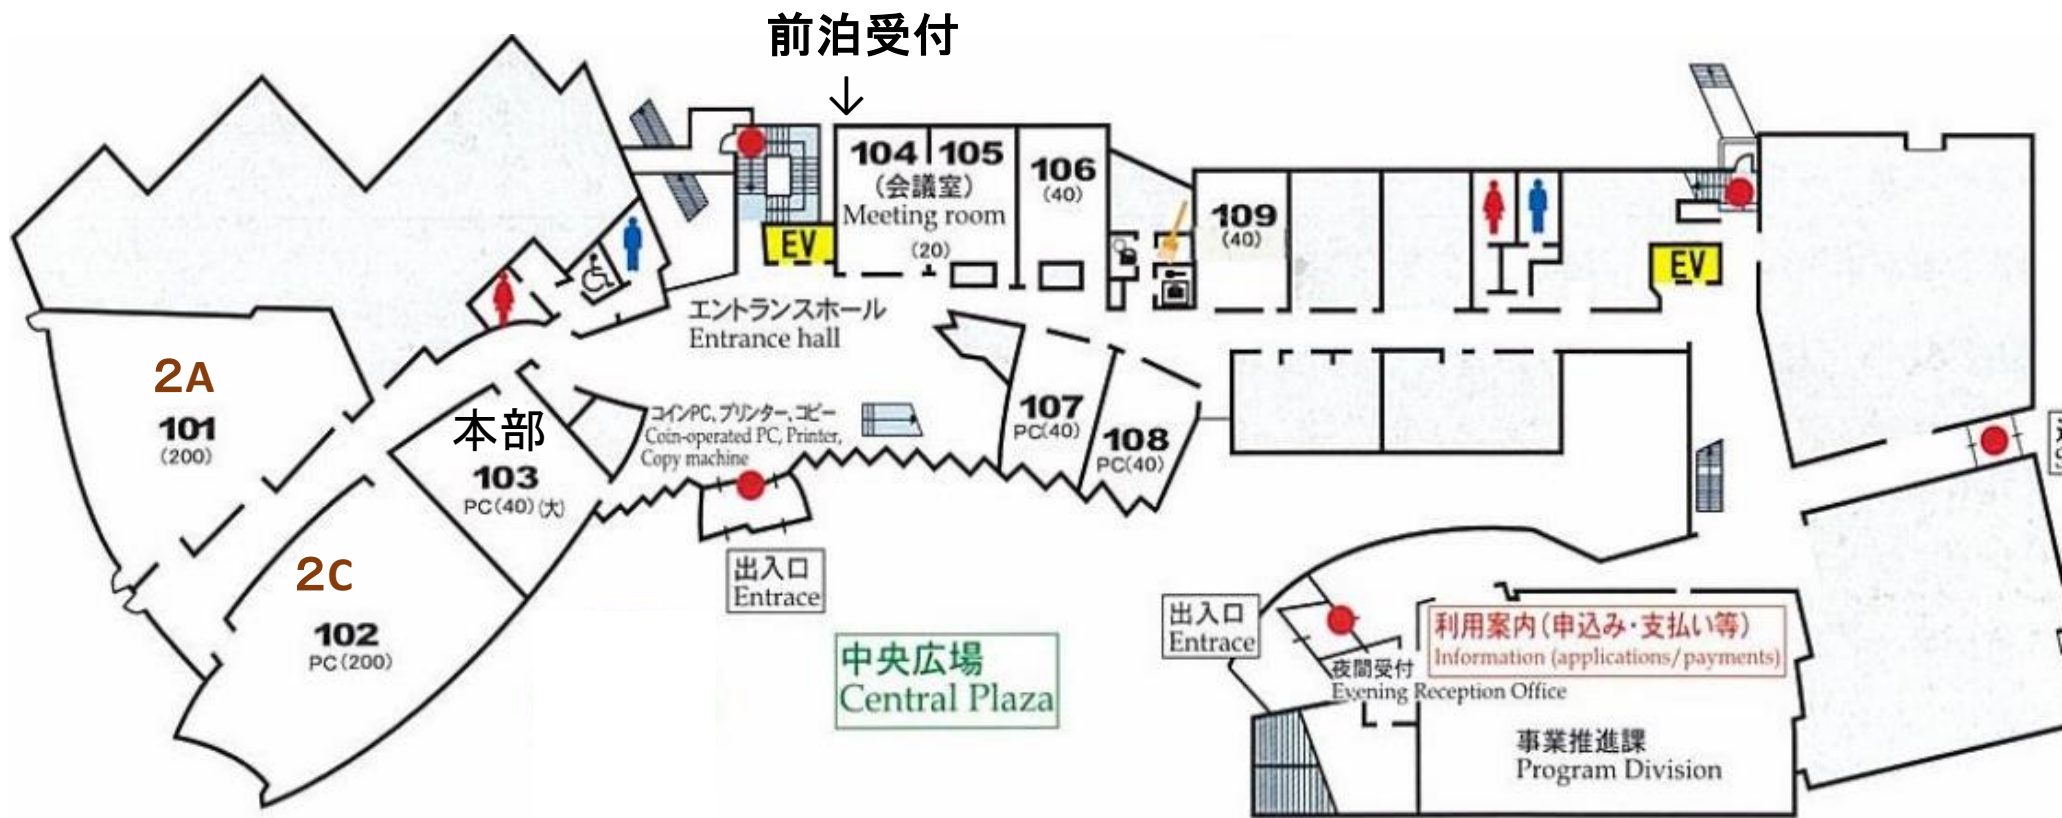 前泊受付
↓
104
105
(会議室)
Meeting room
(20)
106
(40)
109
(40)
EV
EV
エントランスホール
Entrance hall
2A
101
(200)
本部
103
PC(40)(大)
コインPC、プリンター、コピー
Coin-operated PC, Printer,
Copy machine
107
PC(40)
108
PC(40)
2C
102
PC(200)
出入口
Entrace
中央広場
Central Plaza
出入口
Entrace
利用案内(申込み・支払い等)
Information (applications/payments)
夜間受付
Evening Reception Office
事業推進課
Program Division